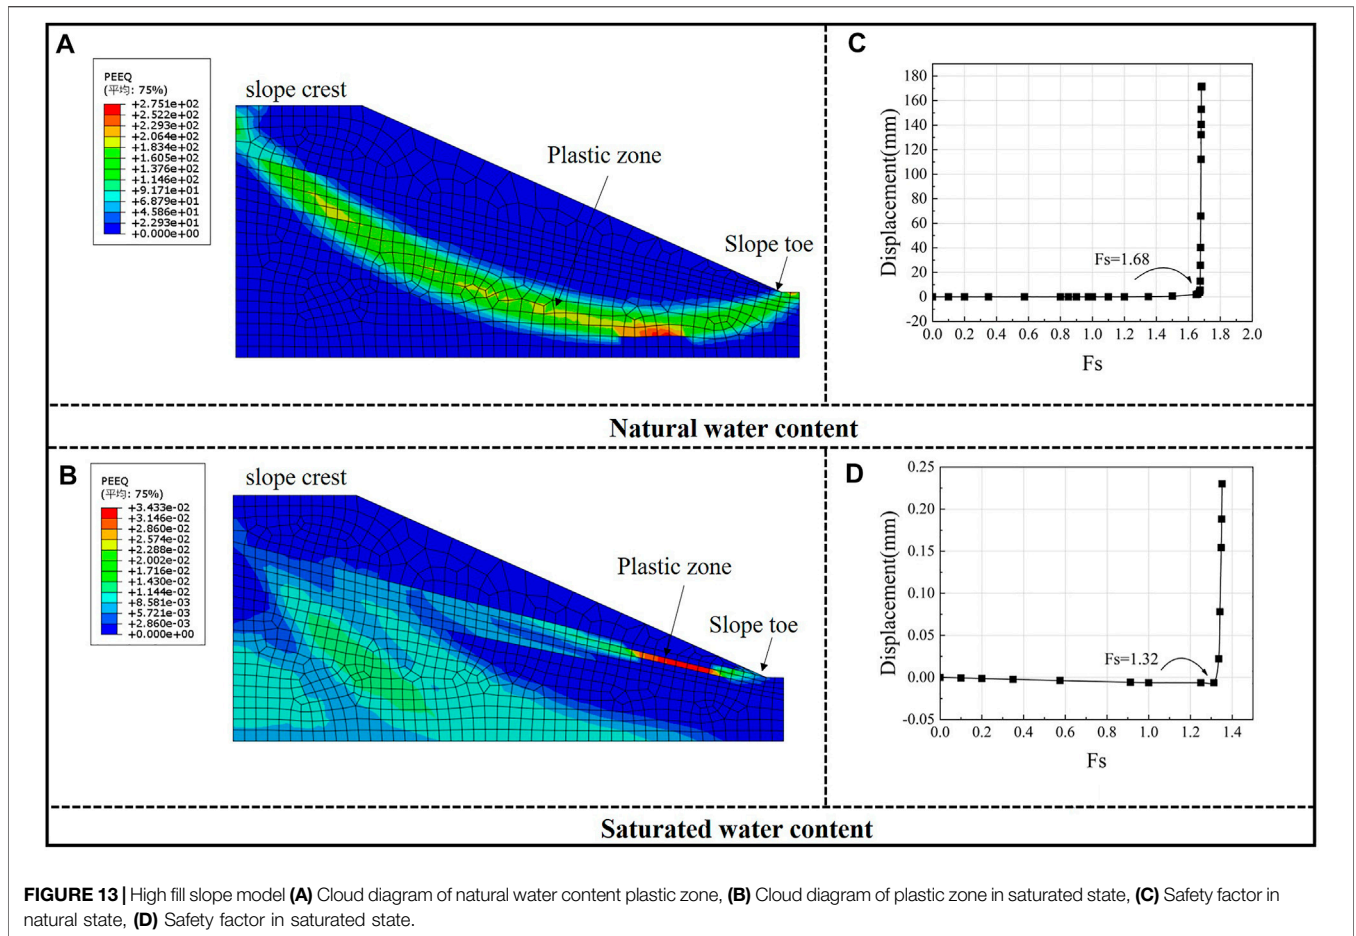 A
PEEQ
(平均: 75%)
+2.751e+02
+2.522e+02
+2.293e+02
+2.064e+02
+1.834e+02
+1.605e+02
+1.376e+02
+1.146e+02
+9.171e+01
+6.879e+01
+4.586e+01
+2.293e+01
+0.000e+00
slope crest
Plastic zone
Slope toe
C
180
160
140
120
100
80
60
40
20
0
-20
Displacement(mm)
Fs=1.68
0.0 0.2 0.4 0.6 0.8 1.0 1.2 1.4 1.6 1.8 2.0
Fs
Natural water content
B
PEEQ
(平均: 75%)
+3.433e-02
+3.146e-02
+2.860e-02
+2.574e-02
+2.288e-02
+2.002e-02
+1.716e-02
+1.430e-02
+1.144e-02
+8.581e-03
+5.721e-03
+2.860e-03
+0.000e+00
slope crest
Plastic zone
Slope toe
D
0.25
0.20
0.15
0.10
0.05
0.00
-0.05
Displacement(mm)
Fs=1.32
0.0 0.2 0.4 0.6 0.8 1.0 1.2 1.4
Fs
Saturated water content
FIGURE 13 | High fill slope model (A) Cloud diagram of natural water content plastic zone, (B) Cloud diagram of plastic zone in saturated state, (C) Safety factor in
natural state, (D) Safety factor in saturated state.